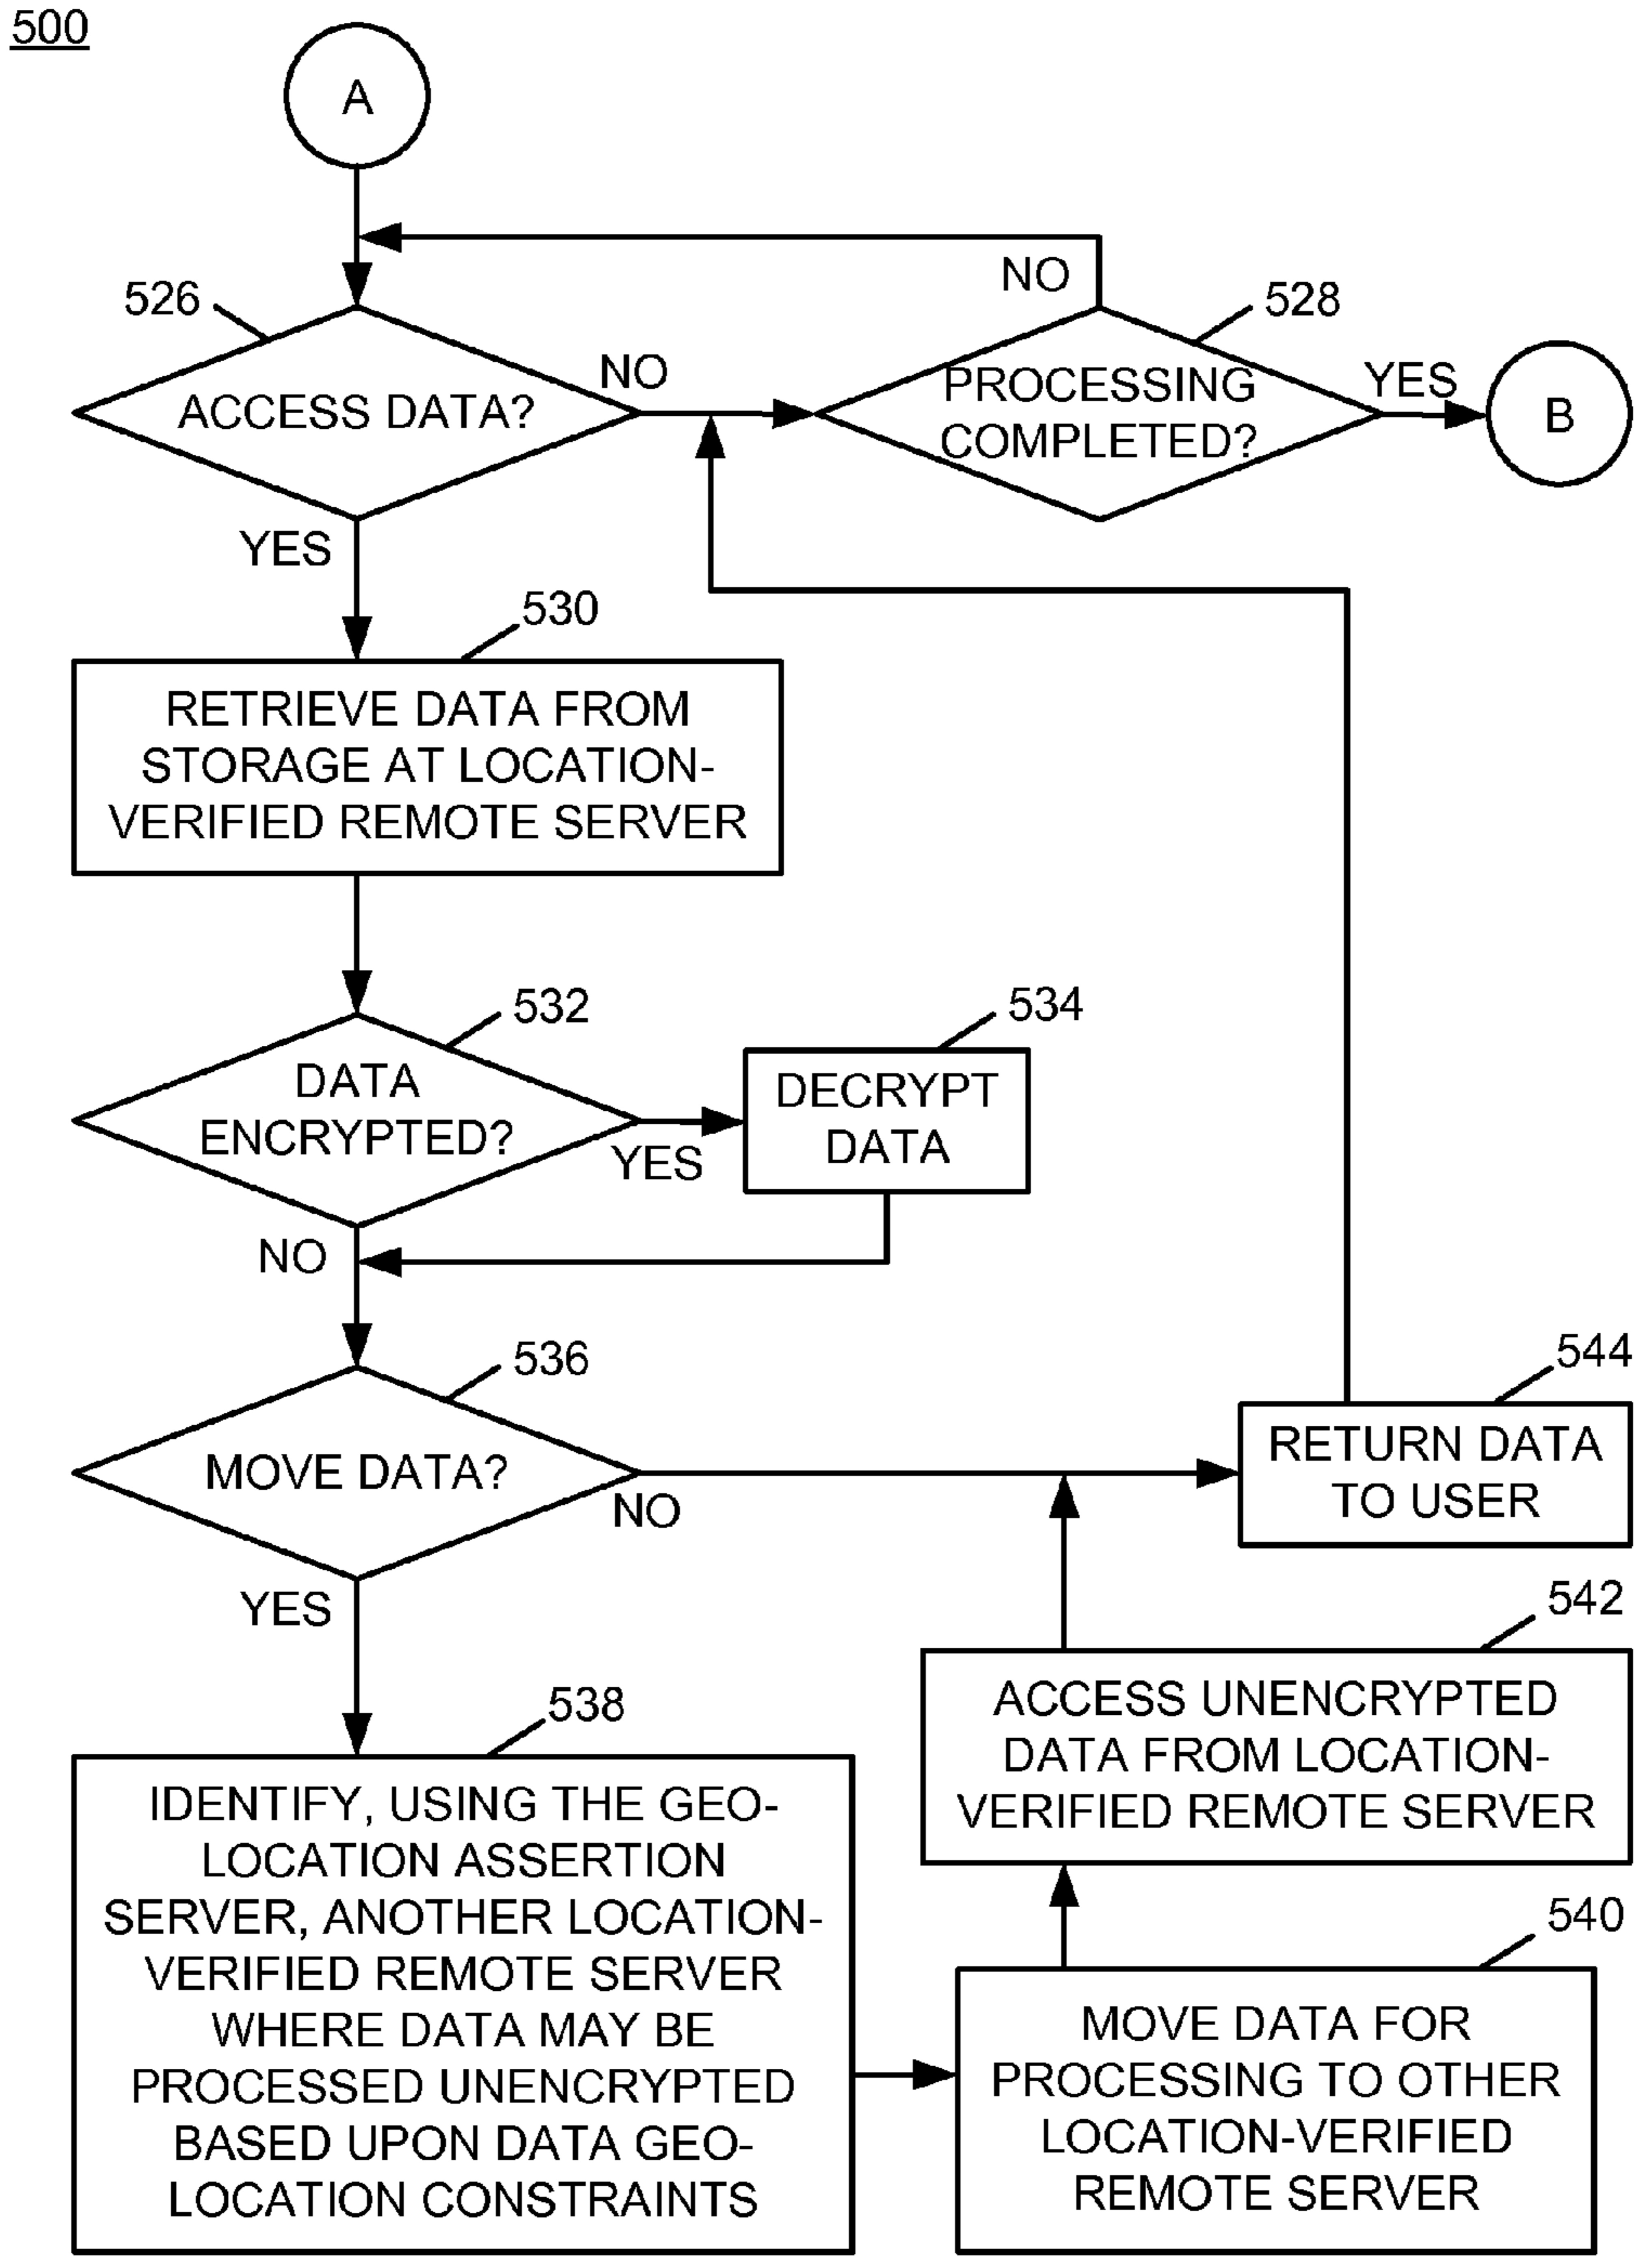 500
A
526
ACCESS DATA?
NO
NO
528
PROCESSING
COMPLETED?
YES
B
YES
530
RETRIEVE DATA FROM
STORAGE AT LOCATION-
VERIFIED REMOTE SERVER
532
DATA
ENCRYPTED?
YES
534
DECRYPT
DATA
NO
536
MOVE DATA?
NO
544
RETURN DATA
TO USER
YES
542
ACCESS UNENCRYPTED
DATA FROM LOCATION-
VERIFIED REMOTE SERVER
538
IDENTIFY, USING THE GEO-
LOCATION ASSERTION
SERVER, ANOTHER LOCATION-
VERIFIED REMOTE SERVER
WHERE DATA MAY BE
PROCESSED UNENCRYPTED
BASED UPON DATA GEO-
LOCATION CONSTRAINTS
540
MOVE DATA FOR
PROCESSING TO OTHER
LOCATION-VERIFIED
REMOTE SERVER